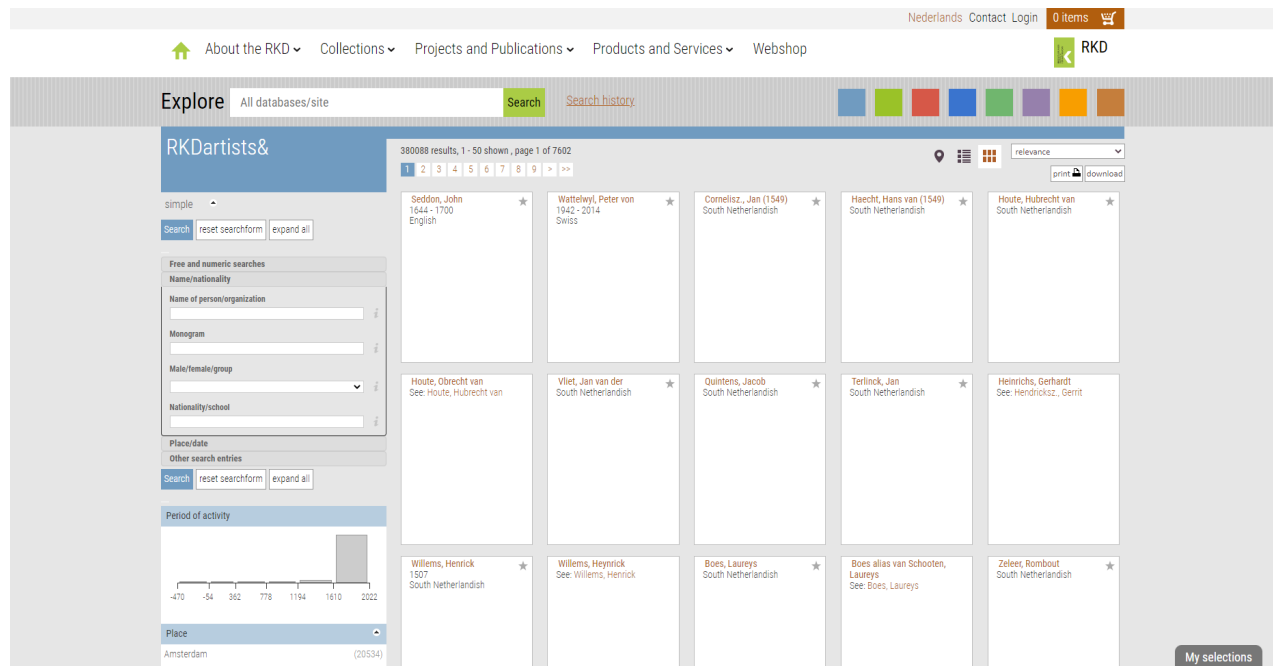 Nederlands Contact Login 0 items
About the RKD Collections Projects and Publications Products and Services Webshop RKD
Explore All databases/site Search Search history
RKDartists&
380088 results, 1 - 50 shown , page 1 of 7602
relevance
1 2 3 4 5 6 7 8 9 > >>
print download
simple
Search reset searchform expand all
Free and numeric searches
Name/nationality
Name of person/organization
Monogram
Male/female/group
Nationality/school
Place/date
Other search entries
Search reset searchform expand all
Period of activity
-470 -54 362 778 1194 1610 2022
Place
Amsterdam (20534)
Seddon, John
1644 - 1700
English
Wattelwyl, Peter von
1942 - 2014
Swiss
Cornelisz., Jan (1549)
South Netherlandish
Haecht, Hans van (1549)
South Netherlandish
Houte, Hubrecht van
South Netherlandish
Houte, Obrecht van
See: Houte, Hubrecht van
Vliet, Jan van der
South Netherlandish
Quintens, Jacob
South Netherlandish
Terlinck, Jan
South Netherlandish
Heinrichs, Gerhardt
See: Hendricksz., Gerrit
Willems, Henrick
1507
South Netherlandish
Willems, Heynrick
See: Willems, Henrick
Boes, Laureys
South Netherlandish
Boes alias van Schooten,
Laureys
See: Boes, Laureys
Zeleer, Rombout
South Netherlandish
My selections